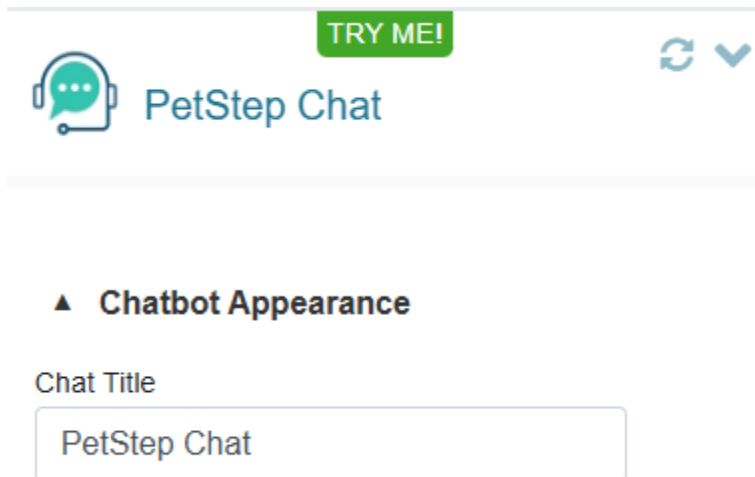 TRY ME!
PetStep Chat
Chatbot Appearance
Chat Title
PetStep Chat